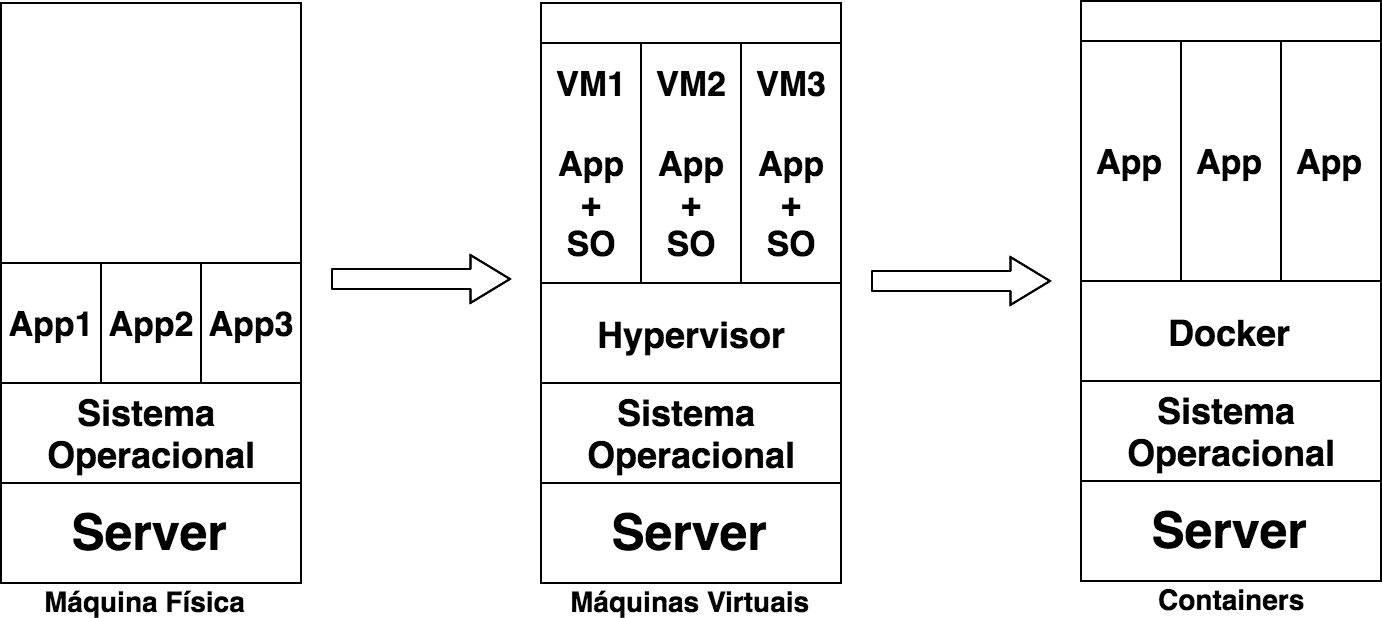 App1 App2 App3
Sistema
Operacional
Server
Máquina Física
VM1 VM2 VM3
App App App
+ + +
SO SO SO
Hypervisor
Sistema
Operacional
Server
Máquinas Virtuais
App App App
Docker
Sistema
Operacional
Server
Containers